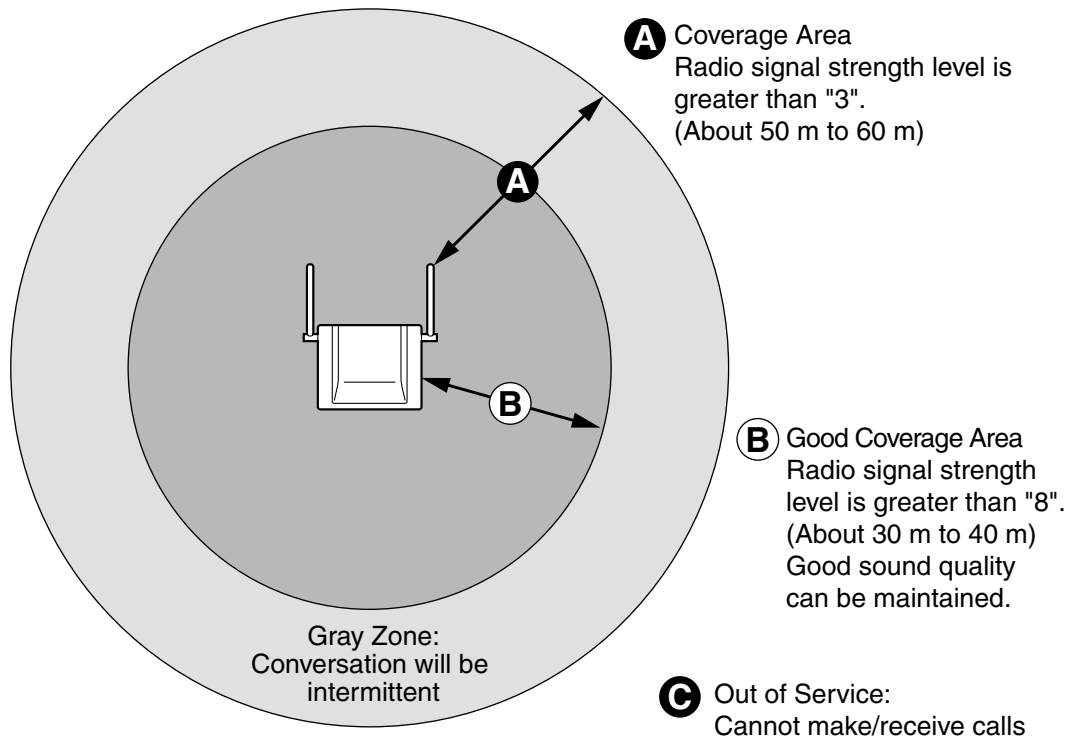 A Coverage Area
Radio signal strength level is
greater than "3".
(About 50 m to 60 m)
A
B
B Good Coverage Area
Radio signal strength
level is greater than "8".
(About 30 m to 40 m)
Good sound quality
can be maintained.
Gray Zone:
Conversation will be
intermittent
C Out of Service:
Cannot make/receive calls